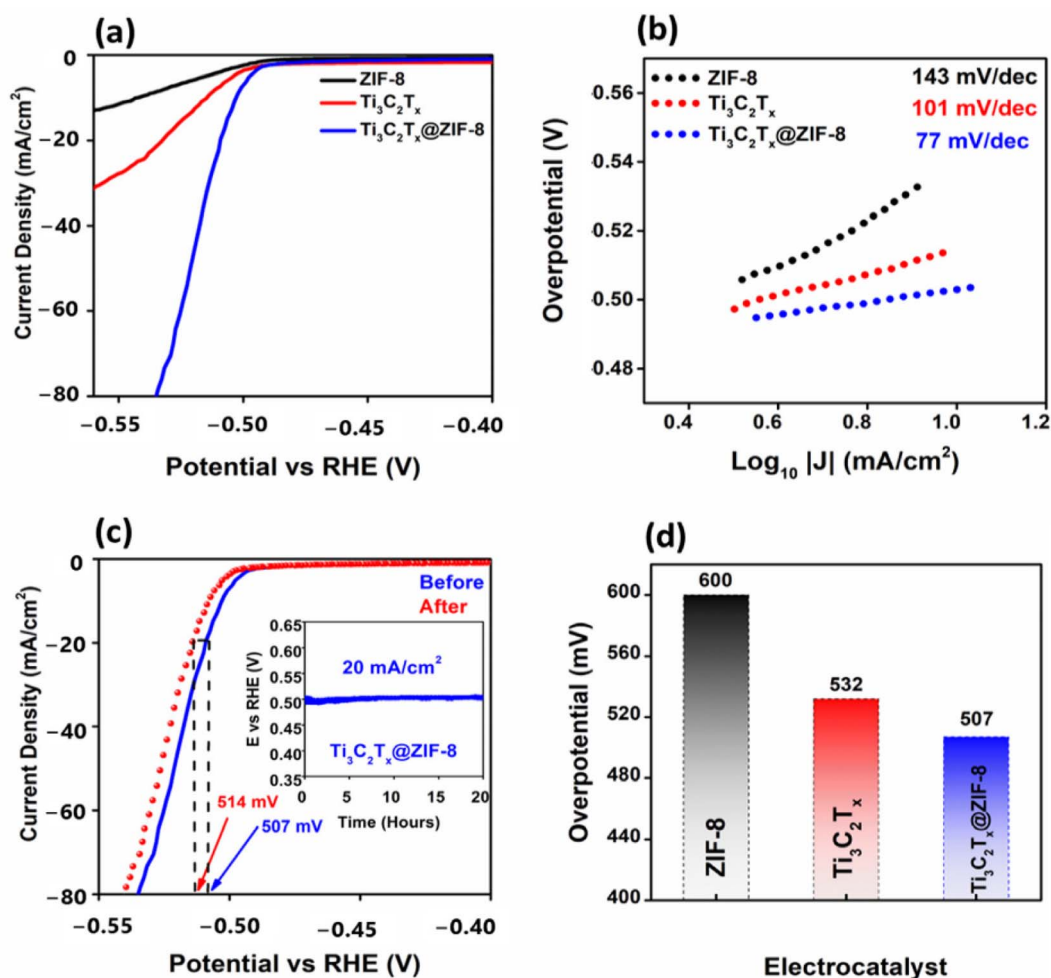 (a)
0
−20
−40
−60
−80
Current Density (mA/cm²)
ZIF-8
Ti₃C₂Tₓ
Ti₃C₂Tₓ@ZIF-8
−0.55
−0.50
−0.45
−0.40
Potential vs RHE (V)
(b)
0.56
0.54
0.52
0.50
0.48
Overpotential (V)
ZIF-8
Ti₃C₂Tₓ
Ti₃C₂Tₓ@ZIF-8
143 mV/dec
101 mV/dec
77 mV/dec
0.4
0.6
0.8
1.0
1.2
Log₁₀ |J| (mA/cm²)
(c)
0
−20
−40
−60
−80
Current Density (mA/cm²)
Before
After
0.65
0.60
0.55
0.50
0.45
0.40
0.35
E vs RHE (V)
20 mA/cm²
Ti₃C₂Tₓ@ZIF-8
0
5
10
15
20
Time (Hours)
514 mV
507 mV
−0.55
−0.50
−0.45
−0.40
Potential vs RHE (V)
(d)
600
560
520
480
440
400
Overpotential (mV)
600
532
507
ZIF-8
Ti₃C₂Tₓ
Ti₃C₂Tₓ@ZIF-8
Electrocatalyst